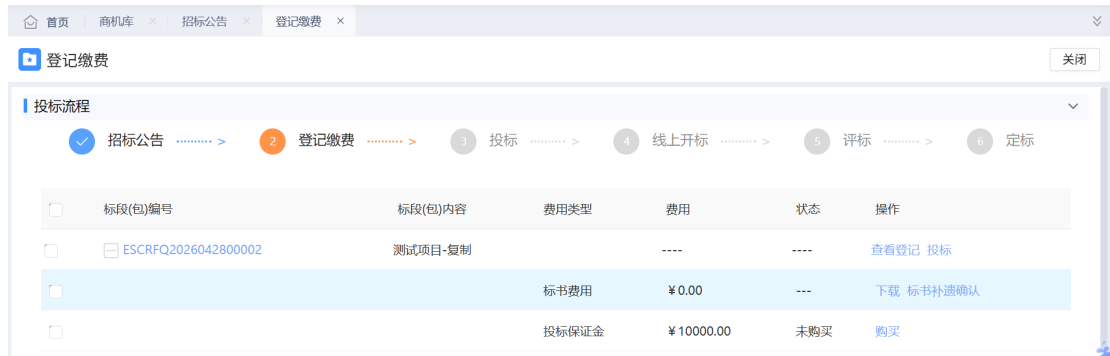 首页 商机库 × 招标公告 × 登记缴费 ×
登记缴费 关闭
投标流程
招标公告 ········· > 2 登记缴费 ········· > 3 投标 ········· > 4 线上开标 ········· > 5 评标 ········· > 6 定标
标段(包)编号 标段(包)内容 费用类型 费用 状态 操作
ESCRFQ2026042800002 测试项目-复制 ---- ---- 查看登记 投标
标书费用 ¥0.00 --- 下载 标书补遗确认
投标保证金 ¥10000.00 未购买 购买